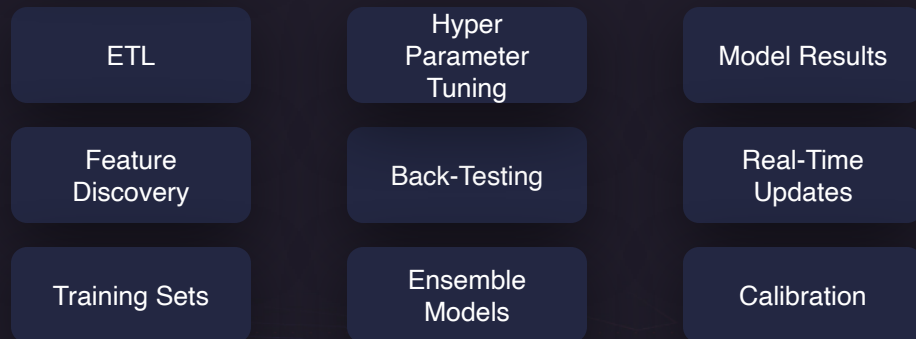 ETL
Hyper
Parameter
Tuning
Model Results
Feature
Discovery
Back-Testing
Real-Time
Updates
Training Sets
Ensemble
Models
Calibration